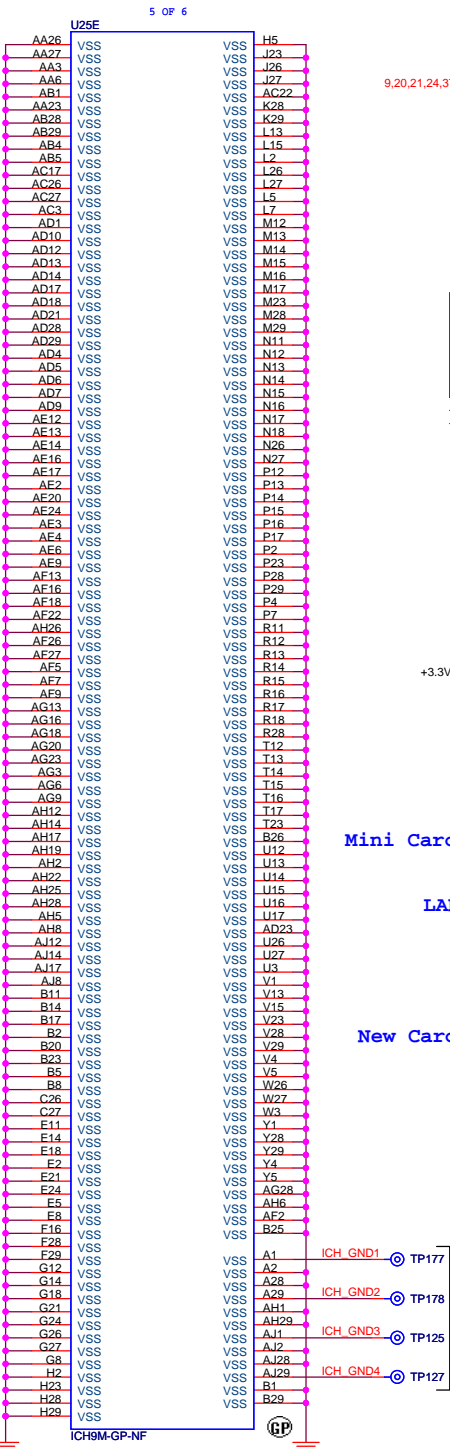 5 OF 6
U25E
9,20,21,24,3
AA26 VSS VSS H5
AA27 VSS VSS J23
AA3 VSS VSS J26
AA6 VSS VSS J27
AB1 VSS VSS AC22
AA23 VSS VSS K28
AB28 VSS VSS K29
AB29 VSS VSS L13
AB4 VSS VSS L15
AB5 VSS VSS L2
AC17 VSS VSS L26
AC26 VSS VSS L27
AC27 VSS VSS L5
AC3 VSS VSS L7
AD1 VSS VSS M12
AD10 VSS VSS M13
AD12 VSS VSS M14
AD13 VSS VSS M15
AD14 VSS VSS M16
AD17 VSS VSS M17
AD18 VSS VSS M23
AD21 VSS VSS M28
AD28 VSS VSS M29
AD29 VSS VSS N11
AD4 VSS VSS N12
AD5 VSS VSS N13
AD6 VSS VSS N14
AD7 VSS VSS N15
AD9 VSS VSS N16
AE12 VSS VSS N17
AE13 VSS VSS N18
AE14 VSS VSS N26
AE16 VSS VSS N27
AE17 VSS VSS P12
AE2 VSS VSS P13
AE20 VSS VSS P14
AE24 VSS VSS P15
AE3 VSS VSS P16
AE4 VSS VSS P17
AE6 VSS VSS P2
AE9 VSS VSS P23
AF13 VSS VSS P28
AF16 VSS VSS P29
AF18 VSS VSS P4
AF22 VSS VSS P7
AH26 VSS VSS R11
AF26 VSS VSS R12
AF27 VSS VSS R13
AF5 VSS VSS R14
+3.3V
AF7 VSS VSS R15
AF9 VSS VSS R16
AG13 VSS VSS R17
AG16 VSS VSS R18
AG18 VSS VSS R28
AG20 VSS VSS T12
AG23 VSS VSS T13
AG3 VSS VSS T14
AG6 VSS VSS T15
AG9 VSS VSS T16
AH12 VSS VSS T17
AH14 VSS VSS T23
AH17 VSS VSS B26
Mini Card
AH19 VSS VSS U12
AH2 VSS VSS U13
AH22 VSS VSS U14
AH25 VSS VSS U15
AH28 VSS VSS U16
LA
AH5 VSS VSS U17
AH8 VSS VSS AD23
AJ12 VSS VSS U26
AJ14 VSS VSS U27
AJ17 VSS VSS U3
AJ8 VSS VSS V1
B11 VSS VSS V13
B14 VSS VSS V15
B17 VSS VSS V23
B2 VSS VSS V28
New Card
B20 VSS VSS V29
B23 VSS VSS V4
B5 VSS VSS V5
B8 VSS VSS W26
C26 VSS VSS W27
C27 VSS VSS W3
E11 VSS VSS Y1
E14 VSS VSS Y28
E18 VSS VSS Y29
E2 VSS VSS Y4
E21 VSS VSS Y5
E24 VSS VSS AG28
E5 VSS VSS AH6
E8 VSS VSS AF2
F16 VSS VSS B25
F28 VSS
F29 VSS VSS A1 ICH_GND1 TP177
G12 VSS VSS A2
G14 VSS VSS A28
G18 VSS VSS A29 ICH_GND2 TP178
G21 VSS VSS AH1
G24 VSS VSS AH29
G26 VSS VSS AJ1 ICH_GND3 TP125
G27 VSS VSS AJ2
G8 VSS VSS AJ28
H2 VSS VSS AJ29 ICH_GND4 TP127
H23 VSS VSS B1
H28 VSS VSS B29
H29 VSS
GP
ICH9M-GP-NF